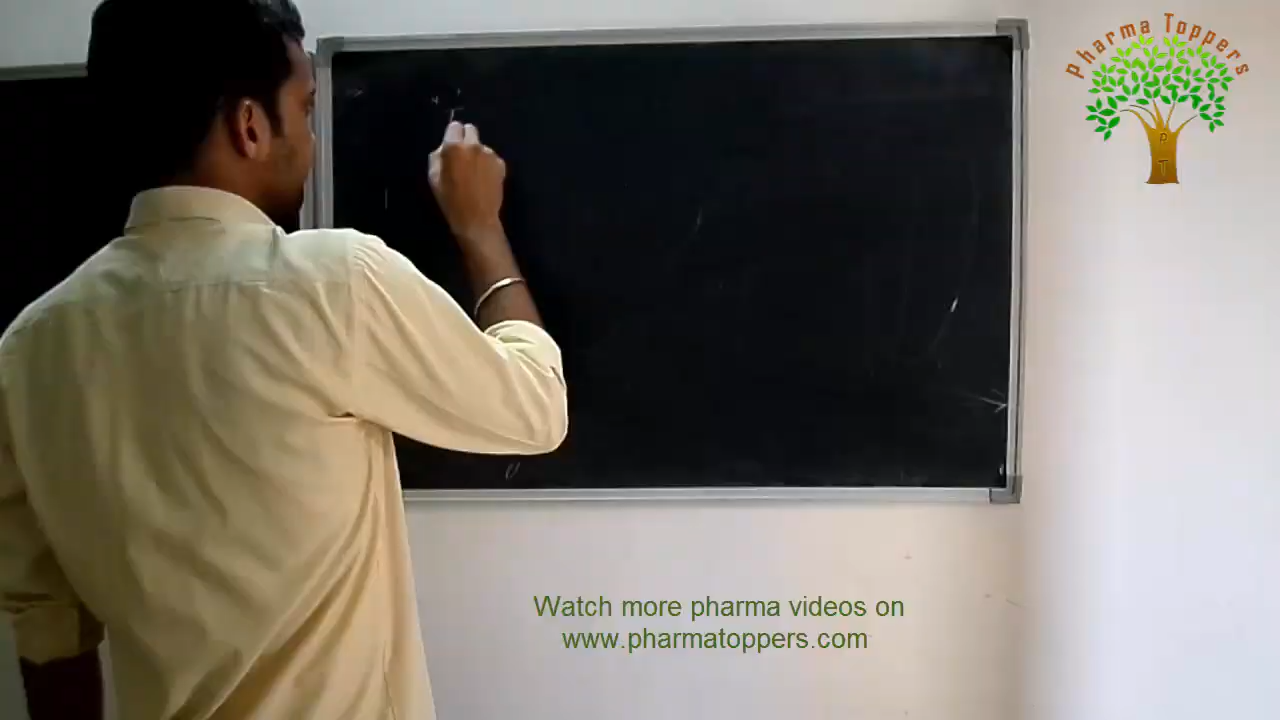 Pharma Toppers
P
T
Watch more pharma videos on
www.pharmatoppers.com